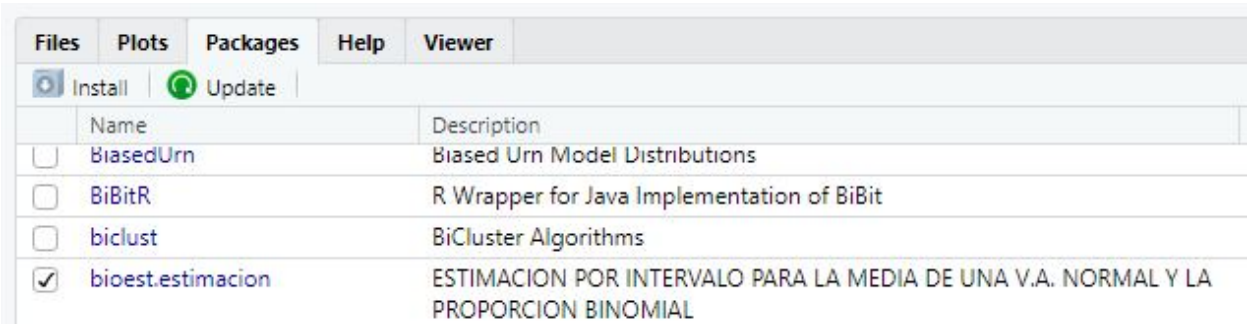 Files Plots Packages Help Viewer
Install Update
Name Description
BiasedUrn Biased Urn Model Distributions
BiBitR R Wrapper for Java Implementation of BiBit
biclust BiCluster Algorithms
bioest.estimacion ESTIMACION POR INTERVALO PARA LA MEDIA DE UNA V.A. NORMAL Y LA
PROPORCION BINOMIAL